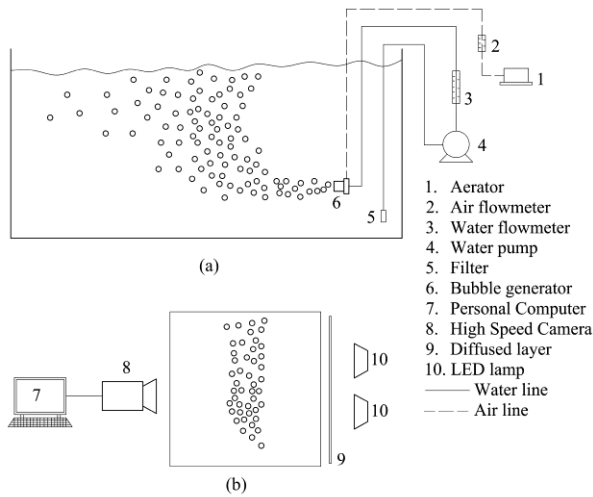 1
2
3
4
5
6
(a)
1. Aerator
2. Air flowmeter
3. Water flowmeter
4. Water pump
5. Filter
6. Bubble generator
7. Personal Computer
8. High Speed Camera
9. Diffused layer
10. LED lamp
Water line
Air line
7
8
9
10
10
(b)